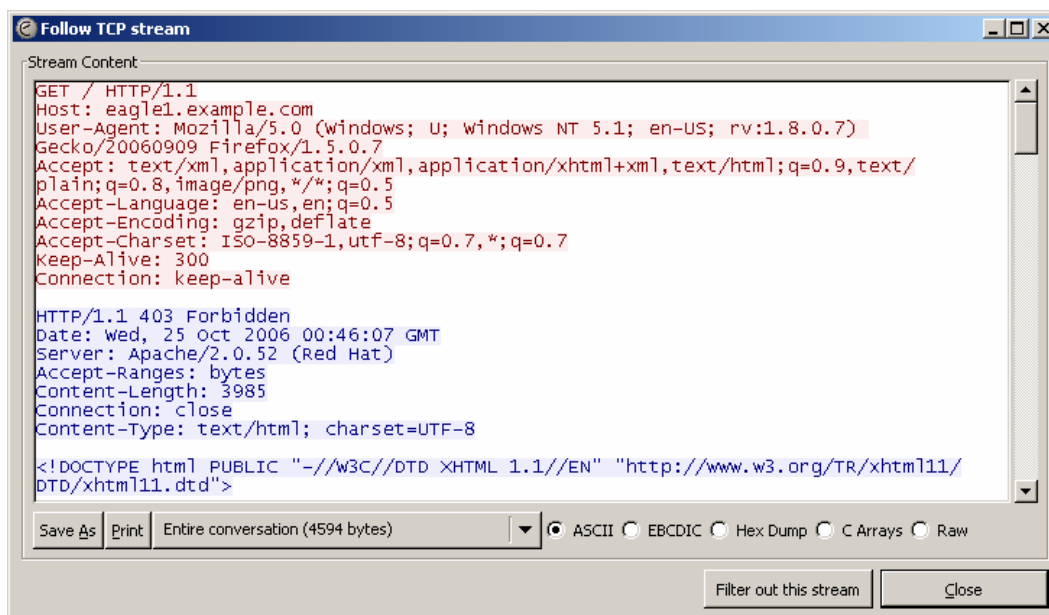 Follow TCP stream
Stream Content
GET / HTTP/1.1
Host: eagle1.example.com
User-Agent: Mozilla/5.0 (Windows; U; Windows NT 5.1; en-US; rv:1.8.0.7)
Gecko/20060909 Firefox/1.5.0.7
Accept: text/xml,application/xml,application/xhtml+xml,text/html;q=0.9,text/
plain;q=0.8,image/png,*/*;q=0.5
Accept-Language: en-us,en;q=0.5
Accept-Encoding: gzip,deflate
Accept-Charset: ISO-8859-1,utf-8;q=0.7,*;q=0.7
Keep-Alive: 300
Connection: keep-alive
HTTP/1.1 403 Forbidden
Date: Wed, 25 Oct 2006 00:46:07 GMT
Server: Apache/2.0.52 (Red Hat)
Accept-Ranges: bytes
Content-Length: 3985
Connection: close
Content-Type: text/html; charset=UTF-8
<!DOCTYPE html PUBLIC "-//W3C//DTD XHTML 1.1//EN" "http://www.w3.org/TR/xhtml11/
DTD/xhtml11.dtd">
Save As Print Entire conversation (4594 bytes) ASCII EBCDIC Hex Dump C Arrays Raw
Filter out this stream Close